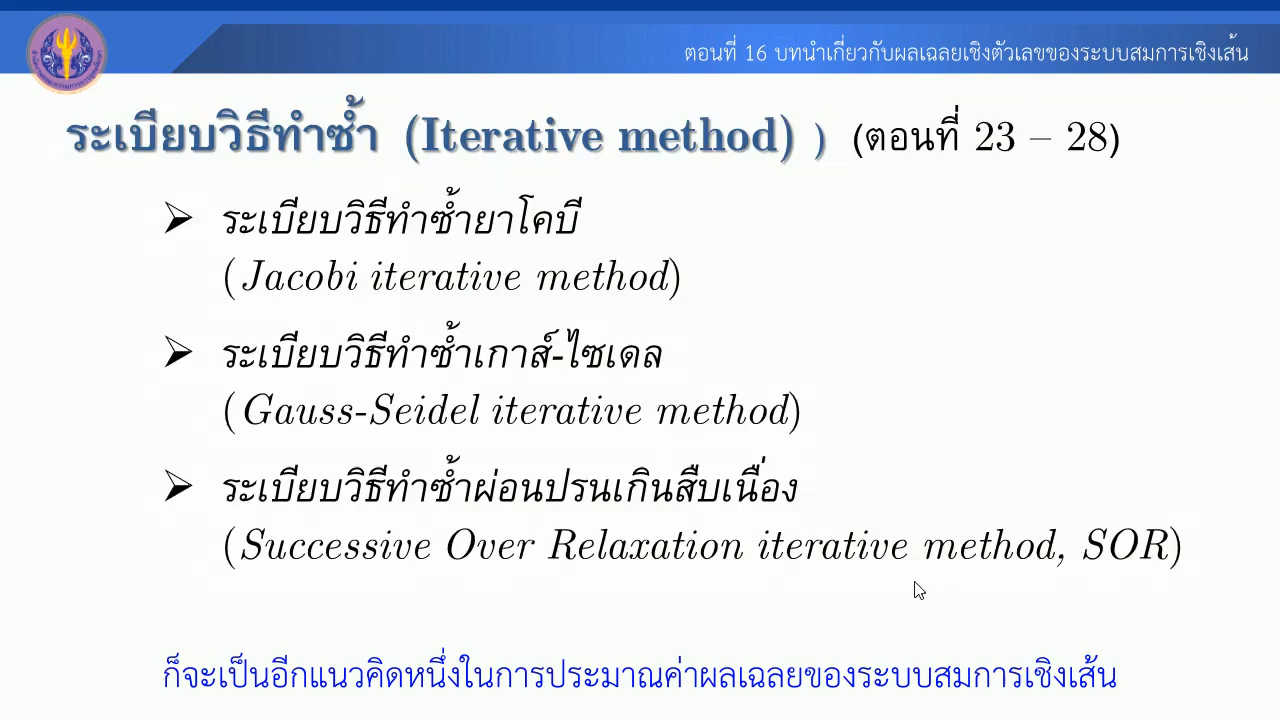 ตอนที่ 16 บทนำเกี่ยวกับผลเฉลยเชิงตัวเลขของระบบสมการเชิงเส้น
ระเบียบวิธีทำซ้ำ (Iterative method) ) (ตอนที่ 23 – 28)
➢ ระเบียบวิธีทำซ้ำยาโคบี
(Jacobi iterative method)
➢ ระเบียบวิธีทำซ้ำเกาส์-ไซเดล
(Gauss-Seidel iterative method)
➢ ระเบียบวิธีทำซ้ำผ่อนปรนเกินสืบเนื่อง
(Successive Over Relaxation iterative method, SOR)
ก็จะเป็นอีกแนวคิดหนึ่งในการประมาณค่าผลเฉลยของระบบสมการเชิงเส้น